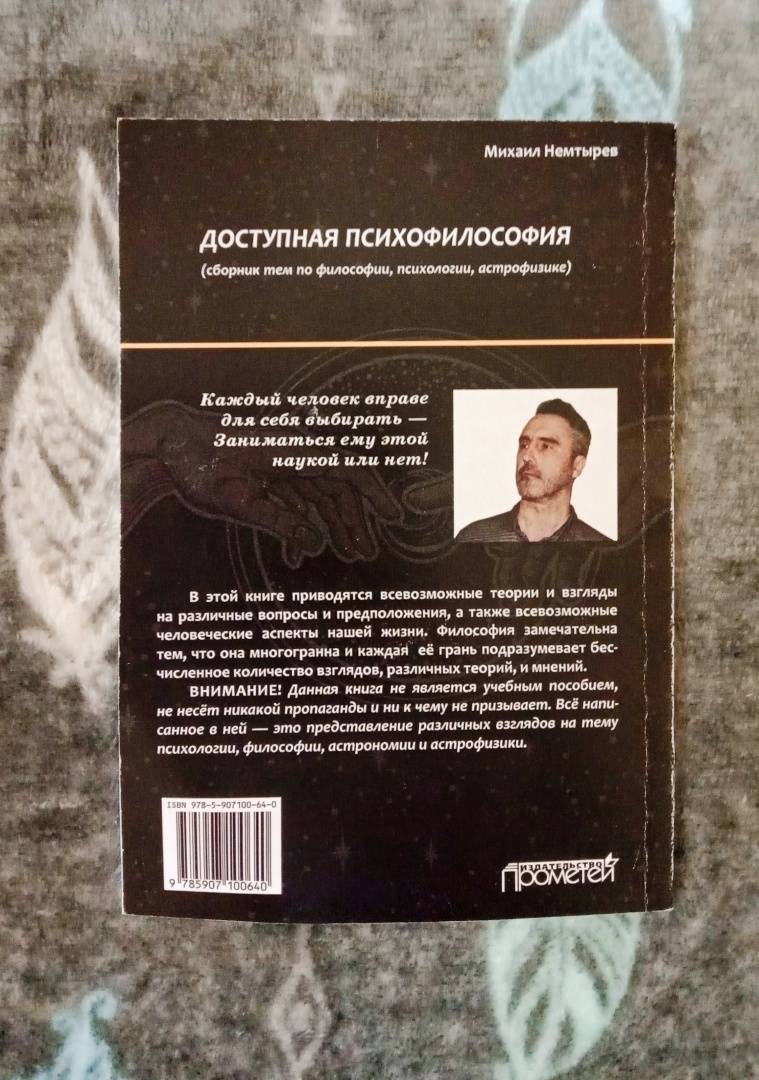 Михаил Немтырев
ДОСТУПНАЯ ПСИХОФИЛОСОФИЯ
(сборник тем по философии, психологии, астрофизике)
Каждый человек вправе
для себя выбирать —
Заниматься ему этой
наукой или нет!
В этой книге приводятся всевозможные теории и взгляды
на различные вопросы и предположения, а также всевозможные
человеческие аспекты нашей жизни. Философия замечательна
тем, что она многогранна и каждая её грань подразумевает бес-
численное количество взглядов, различных теорий, и мнений.
ВНИМАНИЕ! Данная книга не является учебным пособием,
не несёт никакой пропаганды и ни к чему не призывает. Всё напи-
санное в ней — это представление различных взглядов на тему
психологии, философии, астрономии и астрофизики.
ISBN 978-5-907100-64-0
9 785907 100640
ИЗДАТЕЛЬСТВО
Прометей